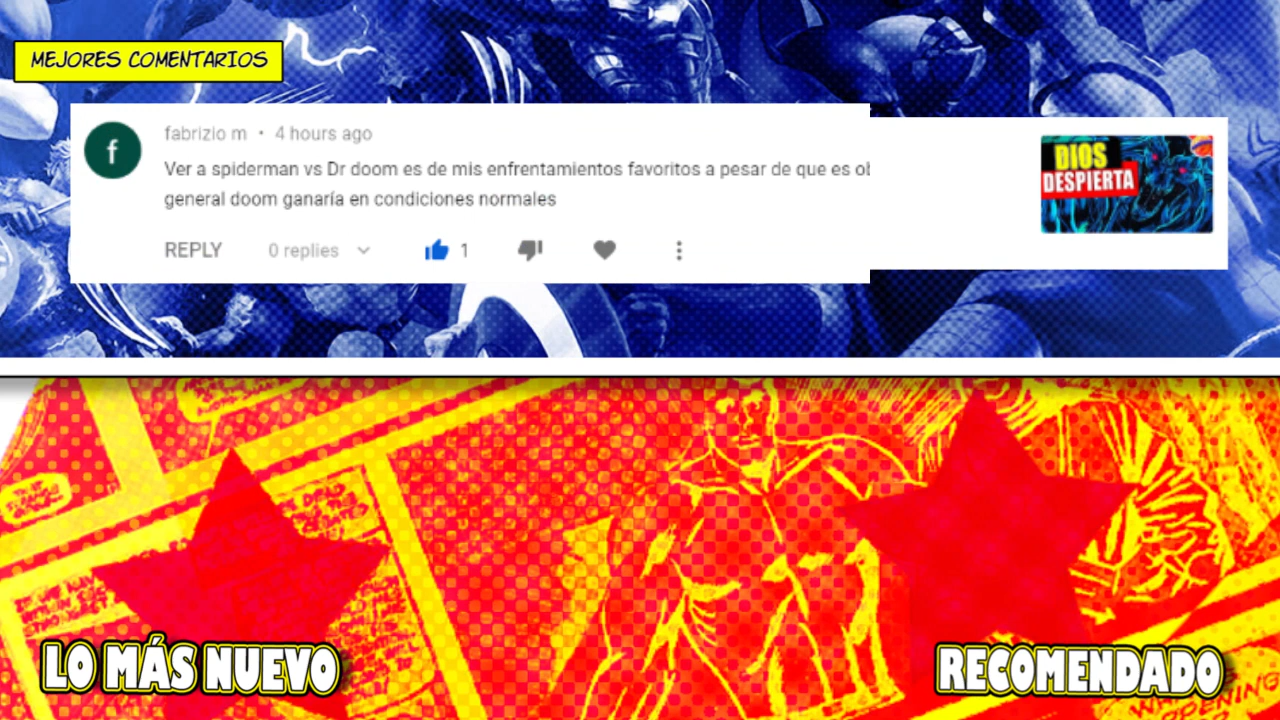 MEJORES COMENTARIOS
fabrizio m • 4 hours ago
Ver a spiderman vs Dr doom es de mis enfrentamientos favoritos a pesar de que es
general doom ganaría en condiciones normales
REPLY 0 replies 1
DIOS
DESPIERTA
LO MÁS NUEVO
RECOMENDADO